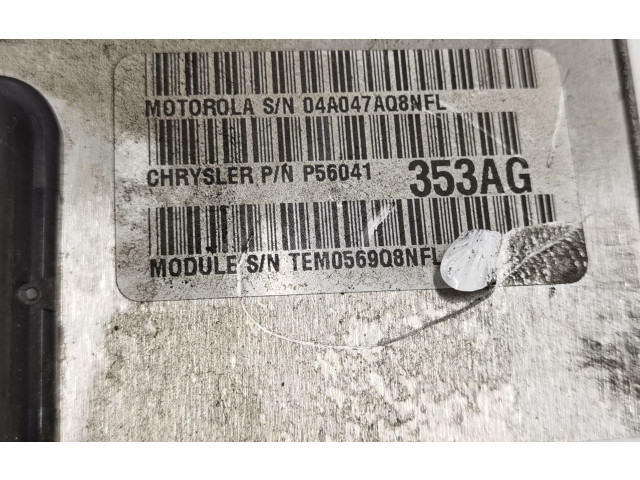 MOTOROLA S/N 04A047AQ8NFL
CHRYSLER P/N P56041 353AG
MODULE S/N TEM0569Q8NFL